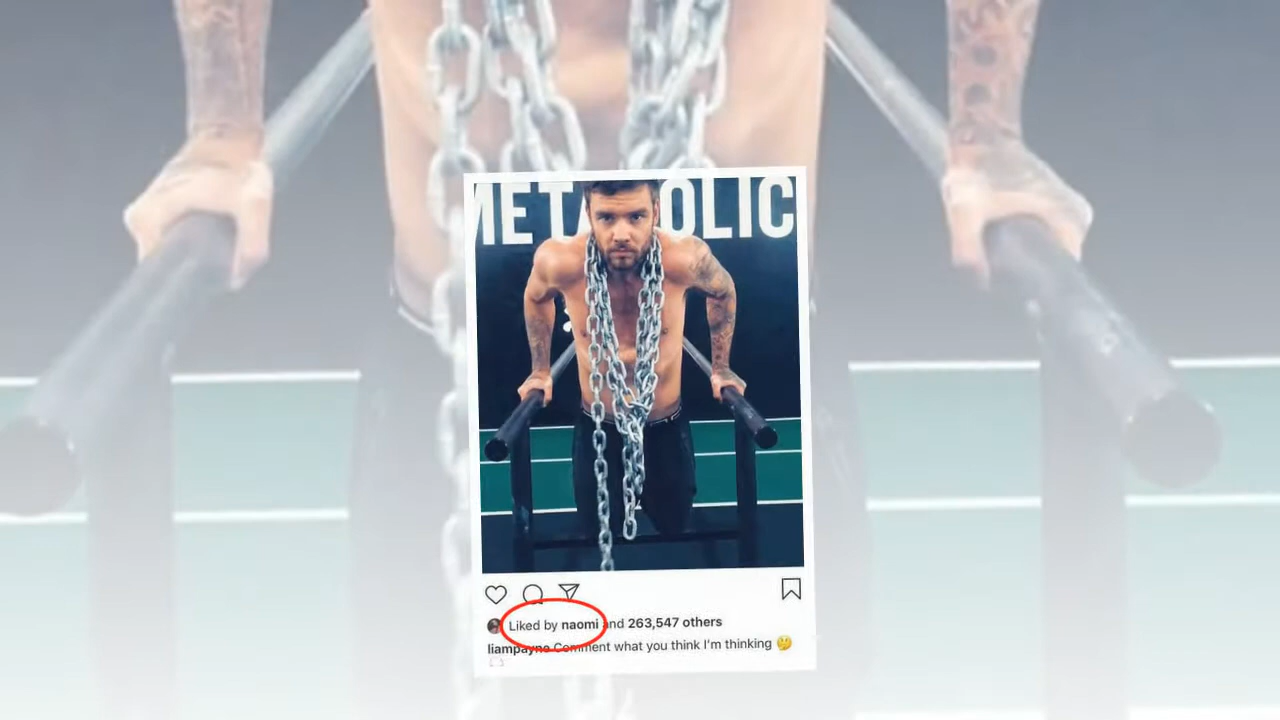 METABOLIC
Liked by naomi and 263,547 others
liampayne Comment what you think I'm thinking 🤔